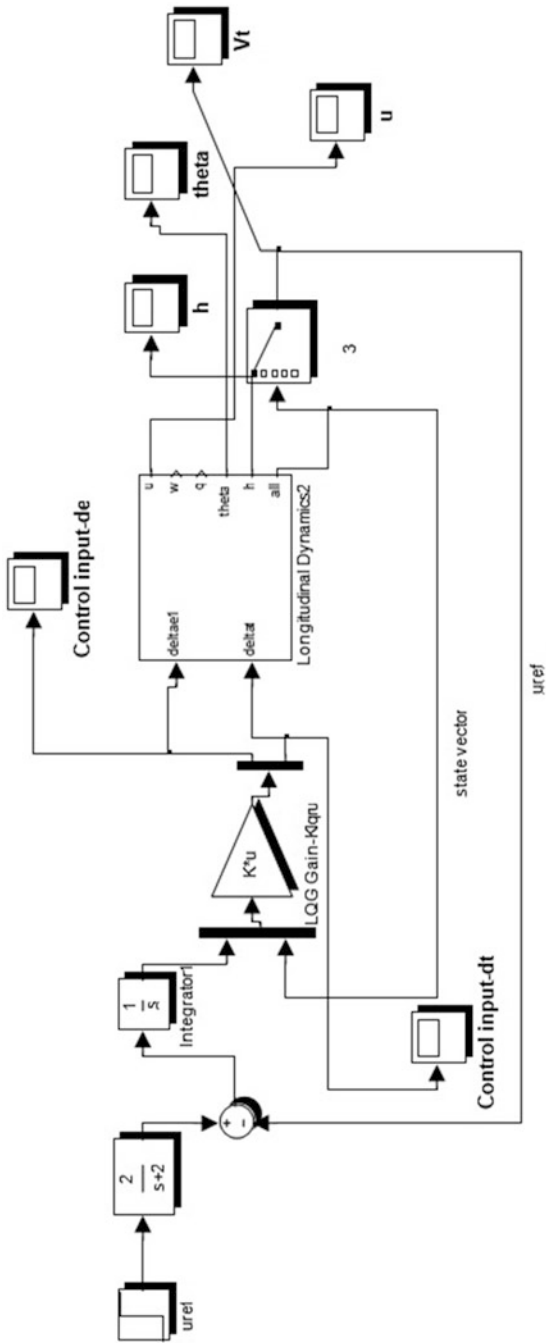 uref
2
s+2
+
−
1
s
Integrator1
K*u
LQG Gain-Klqru
Control input-de
Control input-dt
deltae1
deltat
u
w
q
theta
h
all
Longitudinal Dynamics2
h
theta
Vt
u
3
state vector
uref